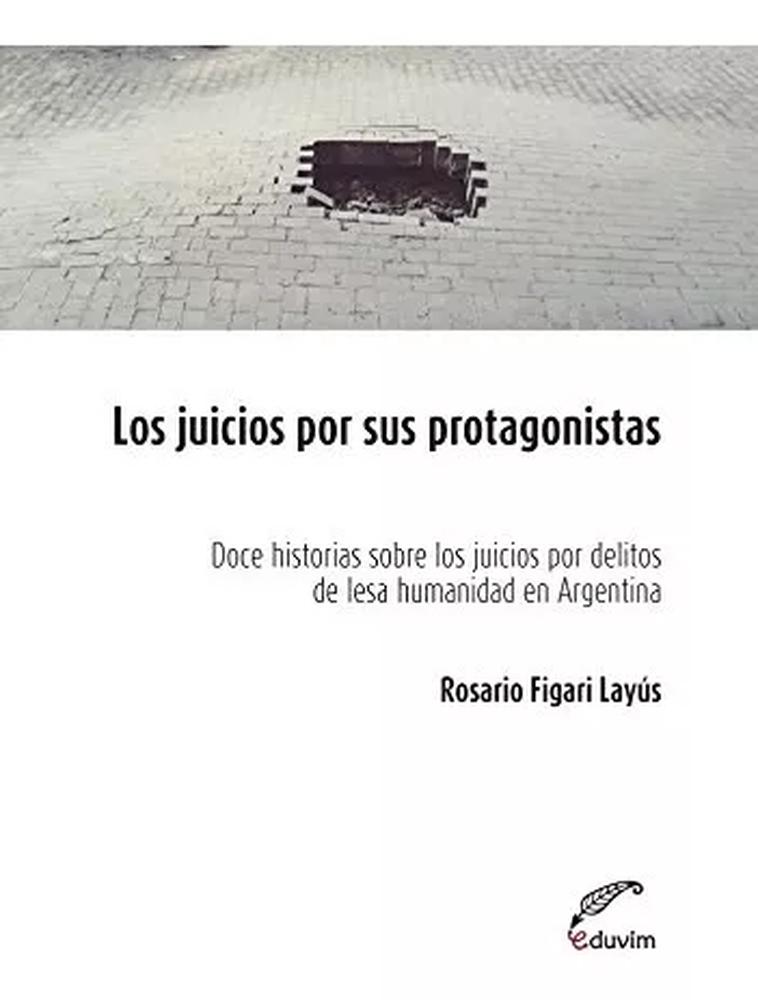 Los juicios por sus protagonistas
Doce historias sobre los juicios por delitos
de lesa humanidad en Argentina
Rosario Figari Layús
eduvim